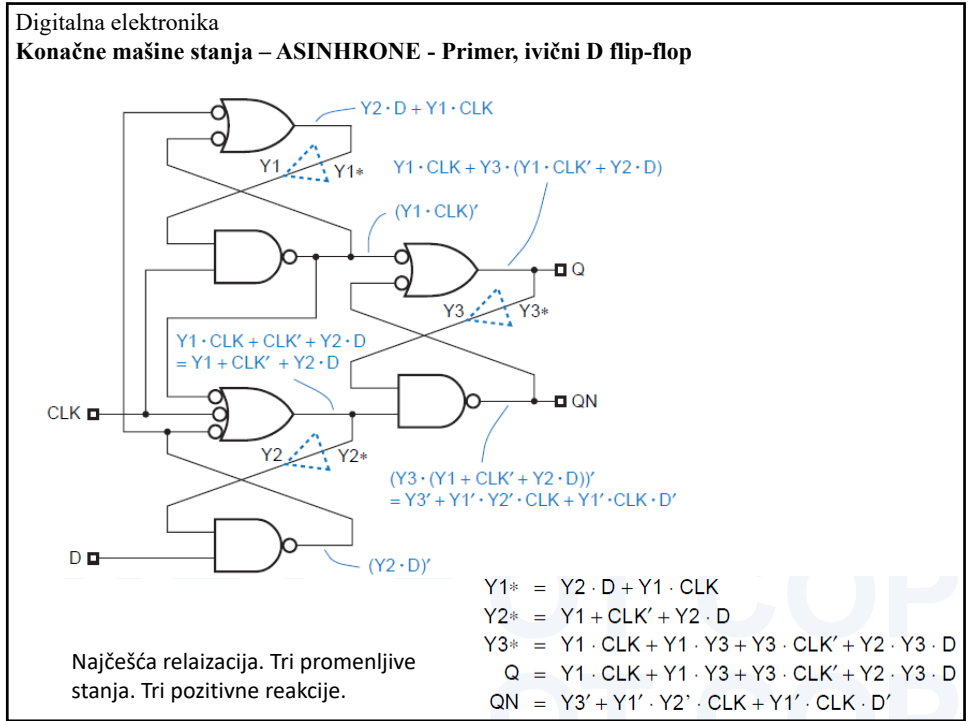 Digitalna elektronika
Konačne mašine stanja – ASINHRONE - Primer, ivični D flip-flop
Y2 · D + Y1 · CLK
Y1
Y1*
Y1 · CLK + Y3 · (Y1 · CLK′ + Y2 · D)
(Y1 · CLK)′
Q
Y3
Y3*
Y1 · CLK + CLK′ + Y2 · D
= Y1 + CLK′ + Y2 · D
CLK
QN
Y2
Y2*
(Y3 · (Y1 + CLK′ + Y2 · D))′
= Y3′ + Y1′ · Y2′ · CLK + Y1′ · CLK · D′
D
(Y2 · D)′
Y1* = Y2 · D + Y1 · CLK
Y2* = Y1 + CLK′ + Y2 · D
Y3* = Y1 · CLK + Y1 · Y3 + Y3 · CLK′ + Y2 · Y3 · D
Q = Y1 · CLK + Y1 · Y3 + Y3 · CLK′ + Y2 · Y3 · D
QN = Y3′ + Y1′ · Y2' · CLK + Y1′ · CLK · D′
Najčešća relaizacija. Tri promenljive
stanja. Tri pozitivne reakcije.